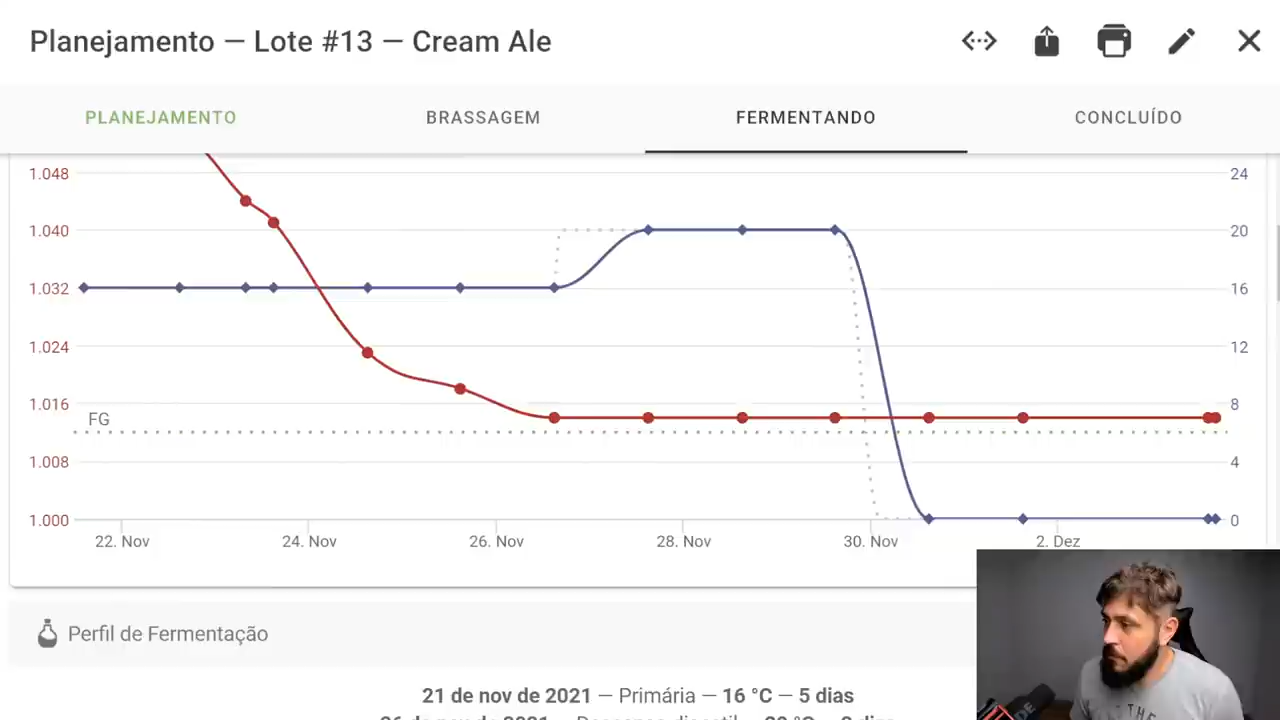 Planejamento — Lote #13 — Cream Ale
PLANEJAMENTO BRASSAGEM FERMENTANDO CONCLUÍDO
1.048 24
1.040 20
1.032 16
1.024 12
1.016 8
FG
1.008 4
1.000 0
22. Nov 24. Nov 26. Nov 28. Nov 30. Nov 2. Dez
Perfil de Fermentação
21 de nov de 2021 — Primária — 16 °C — 5 dias